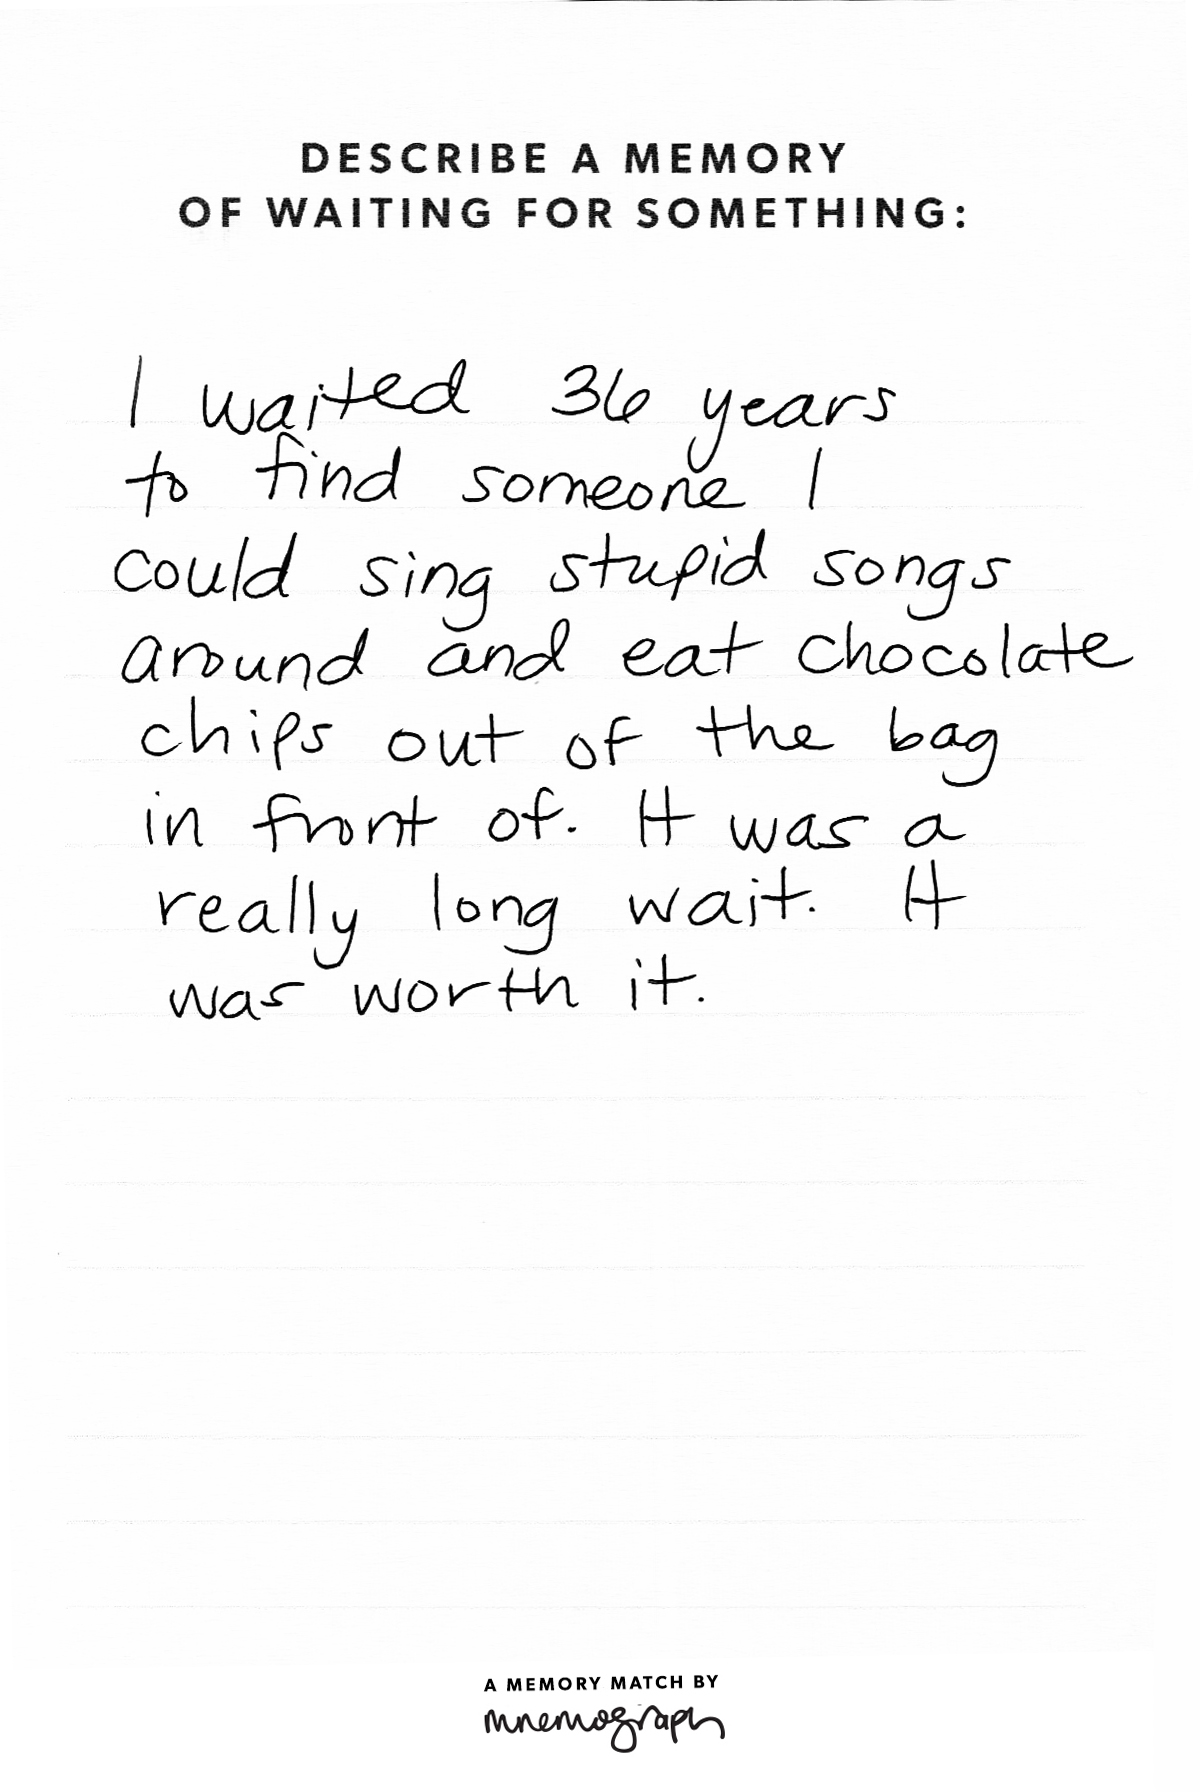 DESCRIBE A MEMORY
OF WAITING FOR SOMETHING:
I waited 36 years
to find someone I
could sing stupid songs
around and eat chocolate
chips out of the bag
in front of. It was a
really long wait. It
was worth it.
A MEMORY MATCH BY
mnemograph